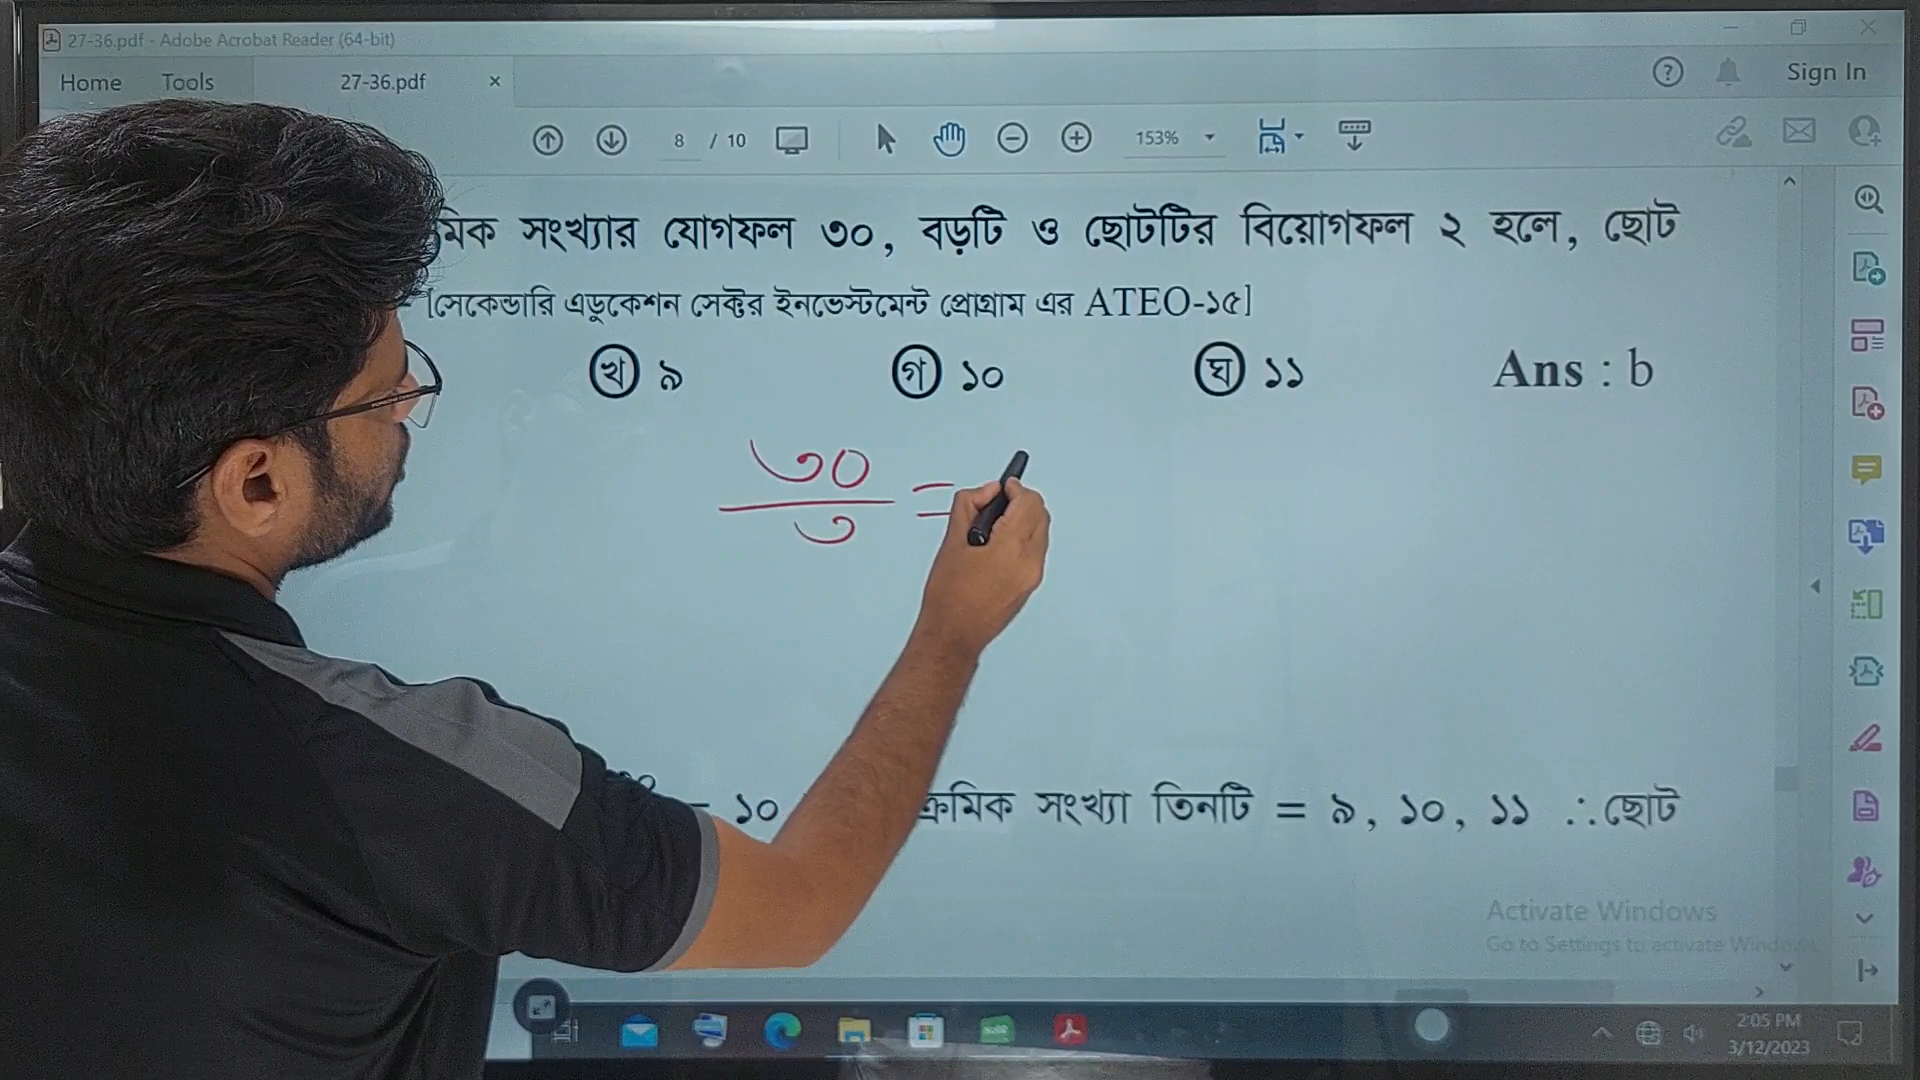 27-36.pdf - Adobe Acrobat Reader (64-bit)
Home Tools 27-36.pdf × Sign In
8 / 10 153%
সংখ্যার যোগফল ৩০, বড়টি ও ছোটটির বিয়োগফল ২ হলে, ছোট
[সেকেন্ডারি এডুকেশন সেক্টর ইনভেস্টমেন্ট প্রোগ্রাম এর ATEO-১৫]
খ ৯ গ ১০ ঘ ১১ Ans : b
৩০
=
৩
১০ ক্রমিক সংখ্যা তিনটি = ৯, ১০, ১১ ∴ ছোট
Activate Windows
Go to Settings to activate
2:05 PM
3/12/2023